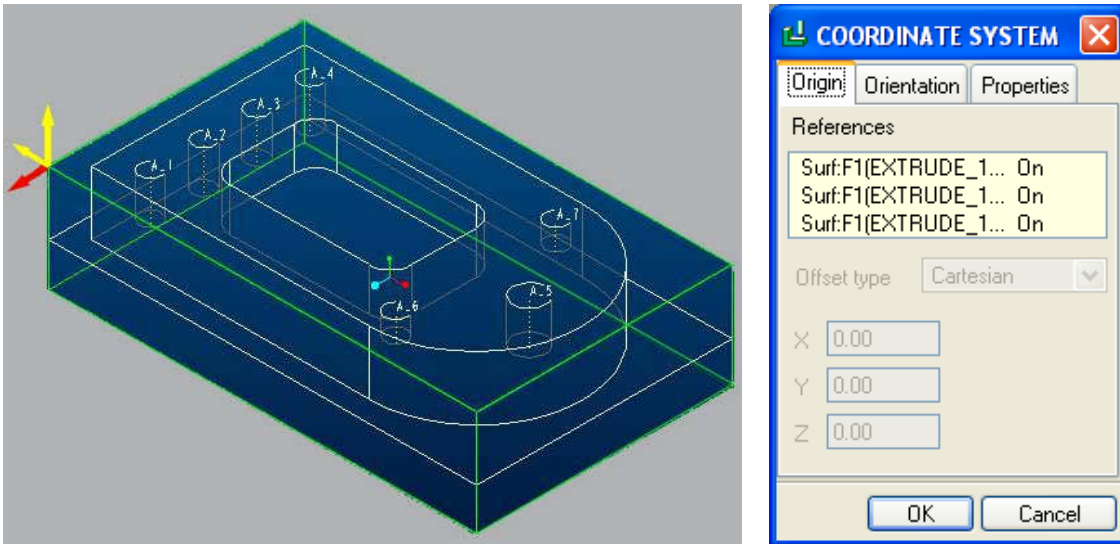 A_4
A_3
A_2
A_1
A_7
A_5
A_6
COORDINATE SYSTEM
Origin Orientation Properties
References
Surf:F1(EXTRUDE_1... On
Surf:F1(EXTRUDE_1... On
Surf:F1(EXTRUDE_1... On
Offset type Cartesian
X 0.00
Y 0.00
Z 0.00
OK Cancel